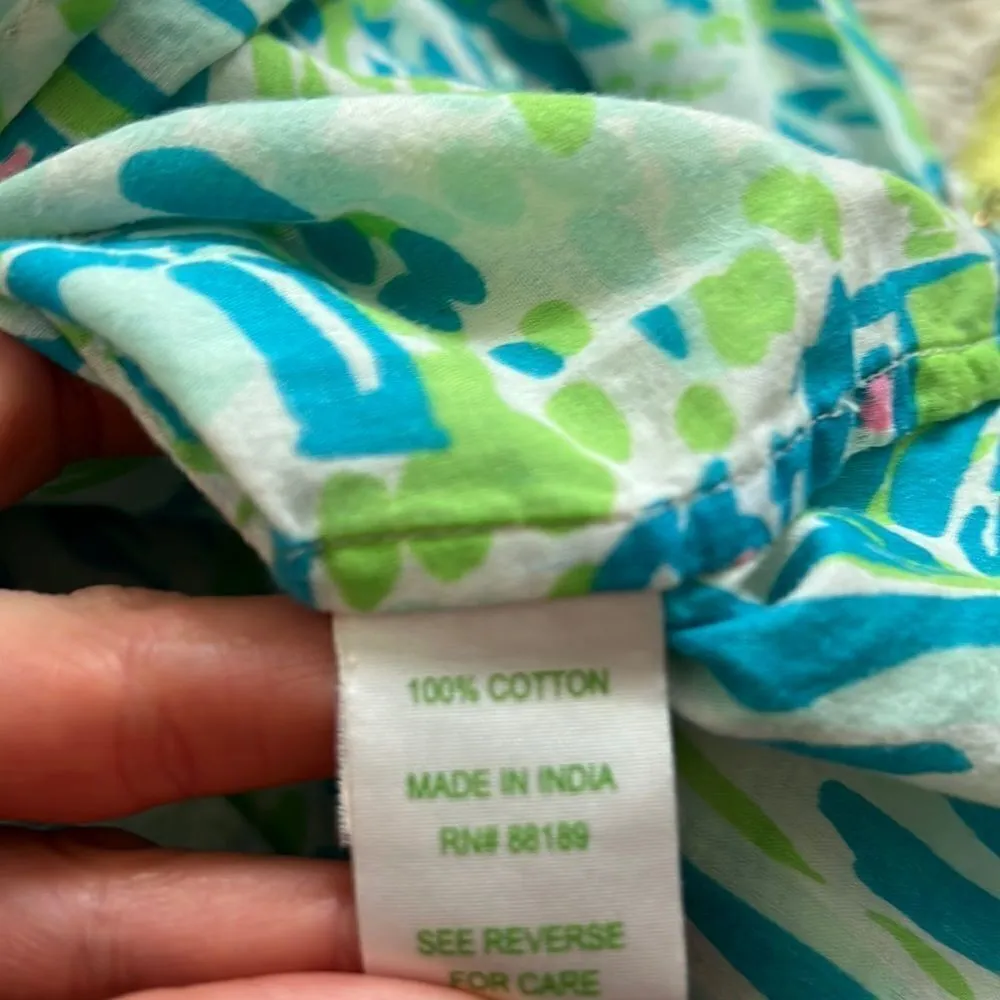 100% COTTON
MADE IN INDIA
RN# 88189
SEE REVERSE
FOR CARE